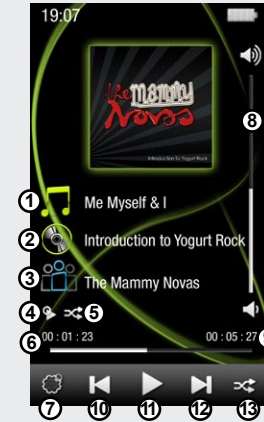 19:07
the Mammy Novas
Introduction to Yogurt Rock
① Me Myself & I
② Introduction to Yogurt Rock
③ The Mammy Novas
④ ⑤
⑥ 00 : 01 : 23 00 : 05 : 27
⑦ ⑩ ⑪ ⑫ ⑬
⑧